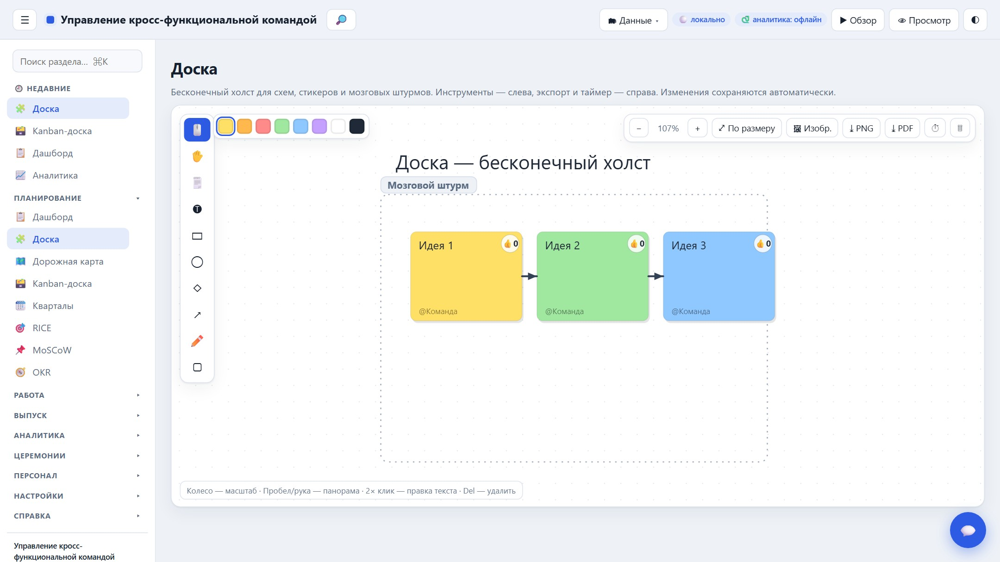 Управление кросс-функциональной командой
Данные
локально
аналитика: офлайн
Обзор
Просмотр
Поиск раздела... ⌘K
НЕДАВНИЕ
Доска
Kanban-доска
Дашборд
Аналитика
ПЛАНИРОВАНИЕ
Дашборд
Доска
Дорожная карта
Kanban-доска
Кварталы
RICE
MoSCoW
OKR
РАБОТА
ВЫПУСК
АНАЛИТИКА
ЦЕРЕМОНИИ
ПЕРСОНАЛ
НАСТРОЙКИ
СПРАВКА
Управление кросс-
функциональной командой
Доска
Бесконечный холст для схем, стикеров и мозговых штурмов. Инструменты — слева, экспорт и таймер — справа. Изменения сохраняются автоматически.
− 107% + ⤢ По размеру Изобр. ⤓ PNG ⤓ PDF
T
Доска — бесконечный холст
Мозговой штурм
Идея 1 👍 0
@Команда
Идея 2 👍 0
@Команда
Идея 3 👍 0
@Команда
Колесо — масштаб · Пробел/рука — панорама · 2× клик — правка текста · Del — удалить